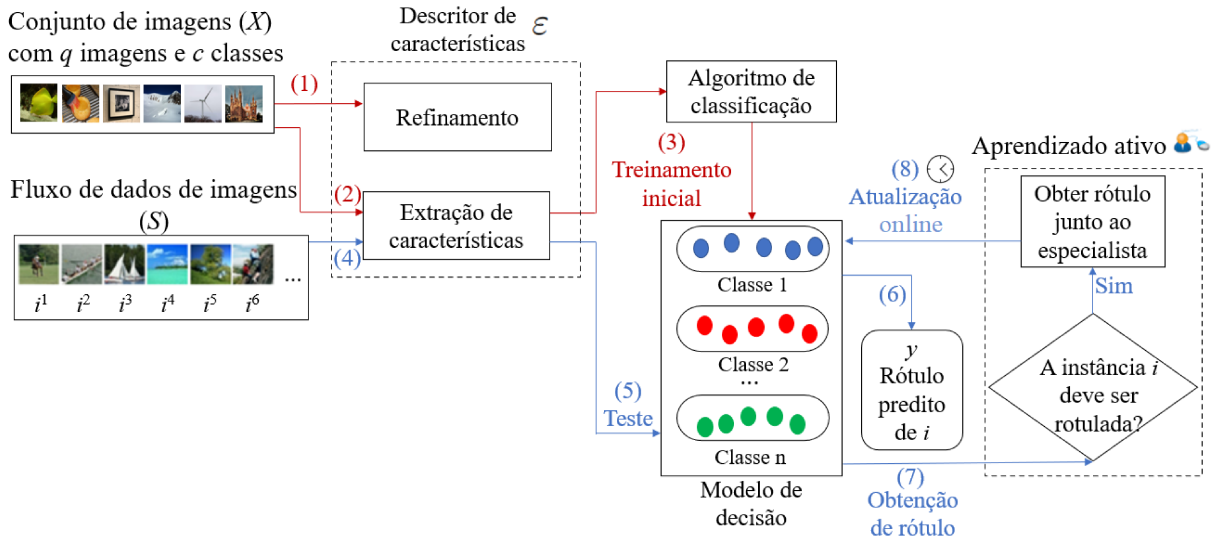 Conjunto de imagens (X)
com q imagens e c classes
(1)
Descritor de
características ε
Refinamento
Algoritmo de
classificação
(3)
Treinamento
inicial
Fluxo de dados de imagens
(S)
(2)
(4)
Extração de
características
...
i1 i2 i3 i4 i5 i6
(5)
Teste
Classe 1
Classe 2
...
Classe n
Modelo de
decisão
(6)
y
Rótulo
predito
de i
(7)
Obtenção
de rótulo
(8)
Atualização
online
Aprendizado ativo
Obter rótulo
junto ao
especialista
Sim
A instância i
deve ser
rotulada?